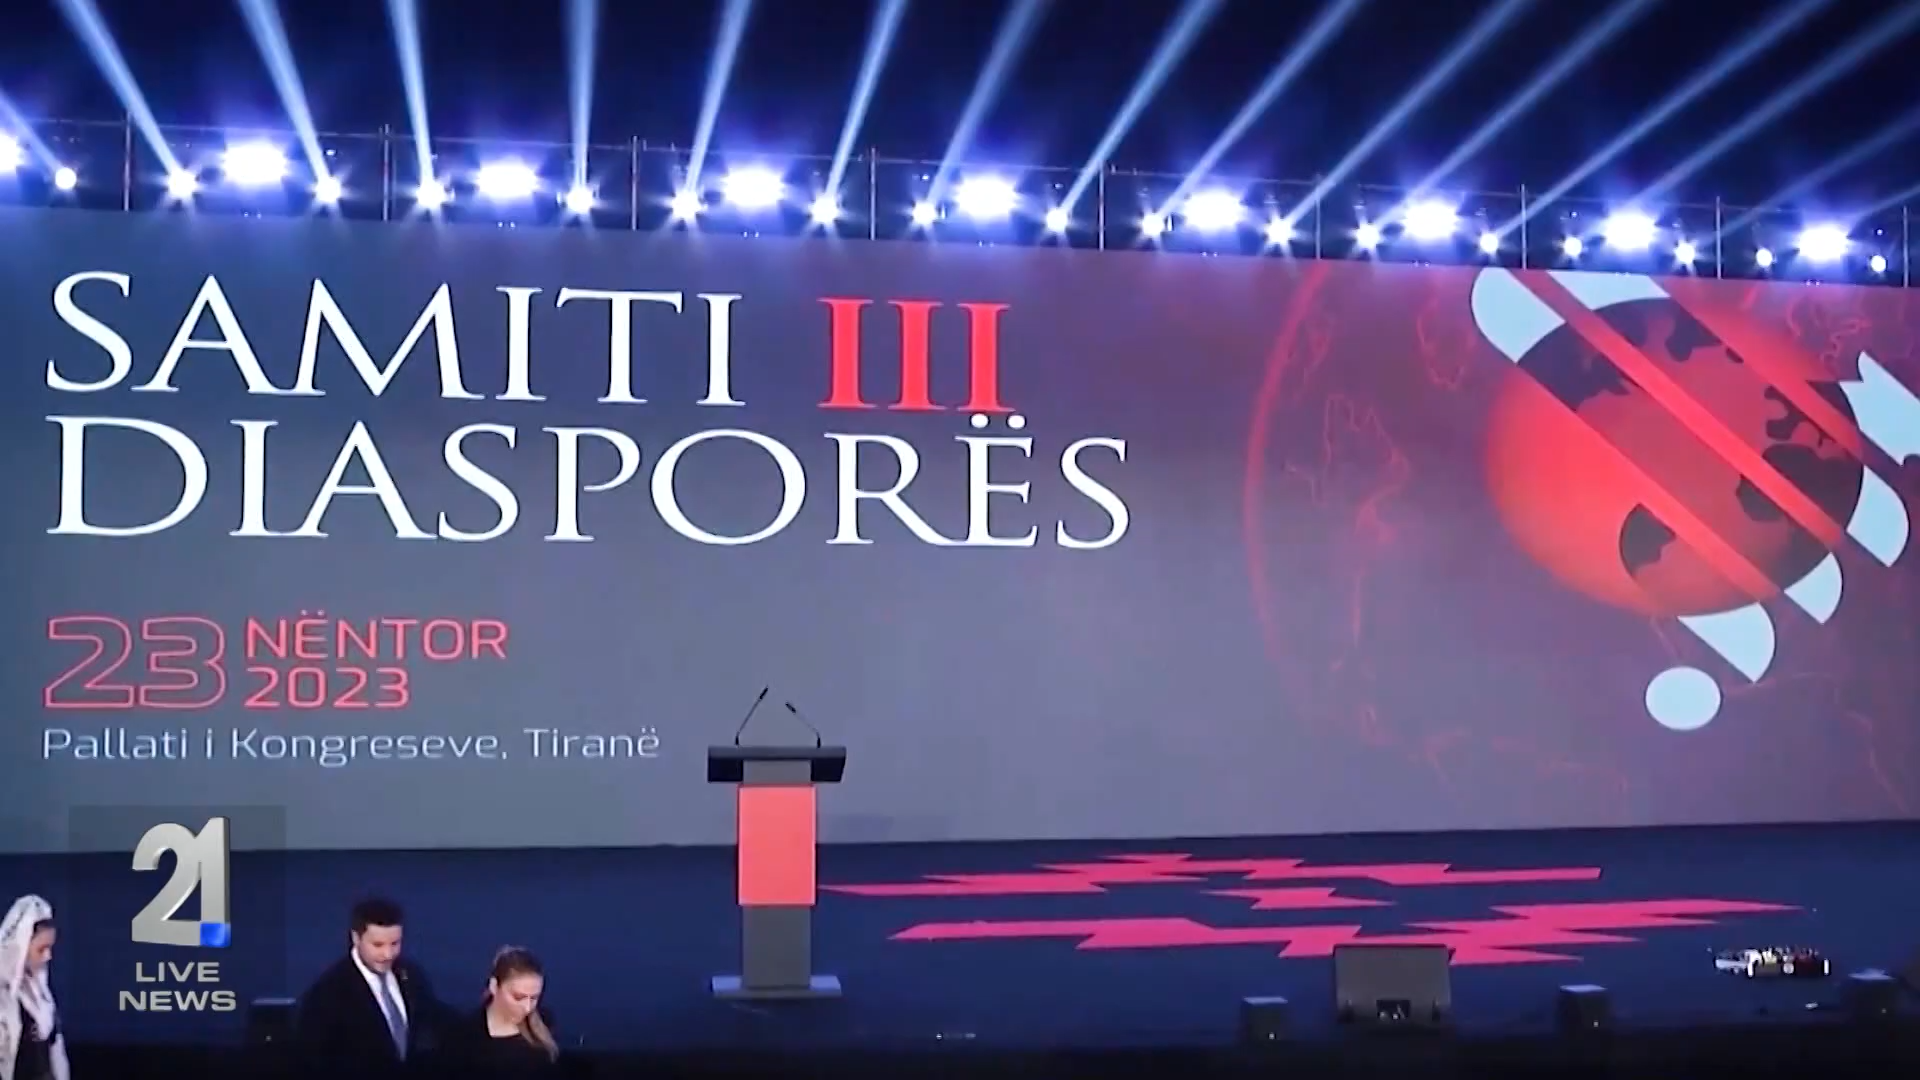 SAMITI III
DIASPORËS
23 NËNTOR
2023
Pallati i Kongreseve, Tiranë
21
LIVE
NEWS